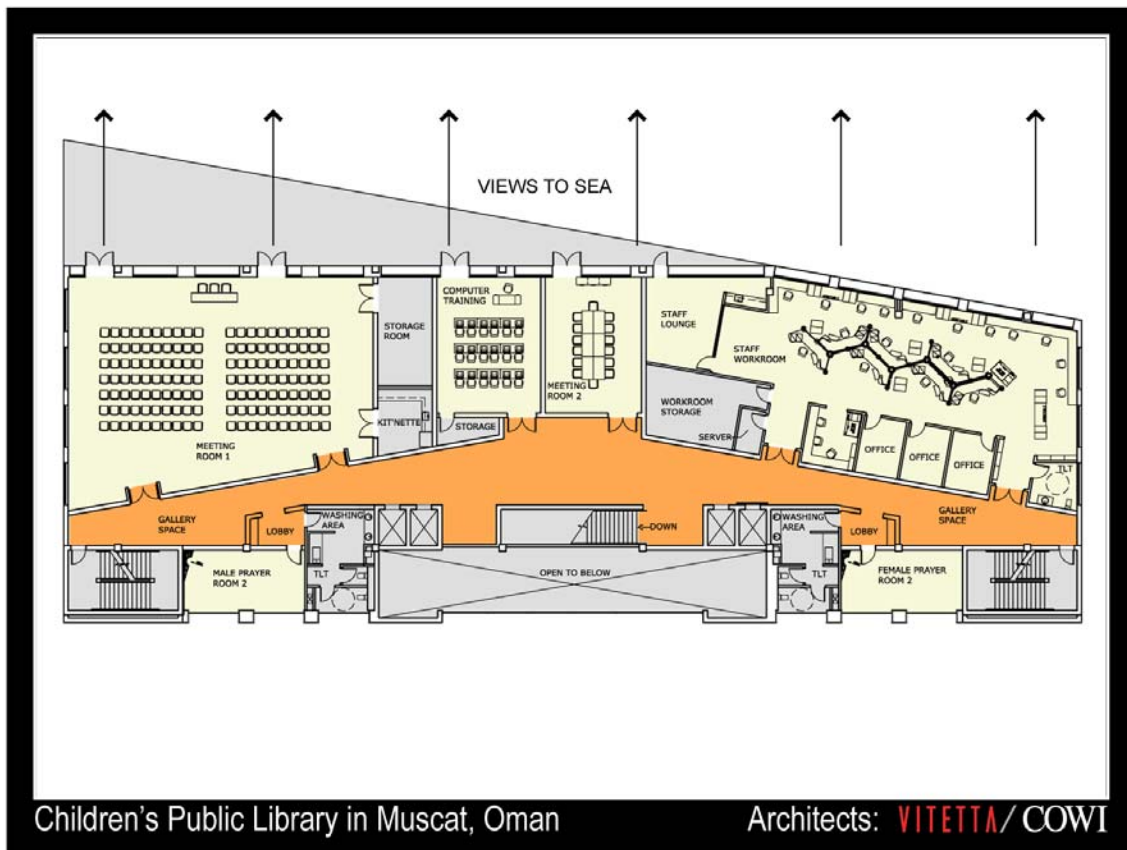 VIEWS TO SEA
COMPUTER
TRAINING
STORAGE
ROOM
STAFF
LOUNGE
STAFF
WORKROOM
MEETING
ROOM 2
WORKROOM
STORAGE
KIT'NETTE
STORAGE
SERVER
OFFICE
OFFICE
OFFICE
TLT
MEETING
ROOM 1
GALLERY
SPACE
LOBBY
WASHING
AREA
DOWN
WASHING
AREA
LOBBY
GALLERY
SPACE
MALE PRAYER
ROOM 2
TLT
OPEN TO BELOW
TLT
FEMALE PRAYER
ROOM 2
Children's Public Library in Muscat, Oman
Architects: VITETTA/COWI